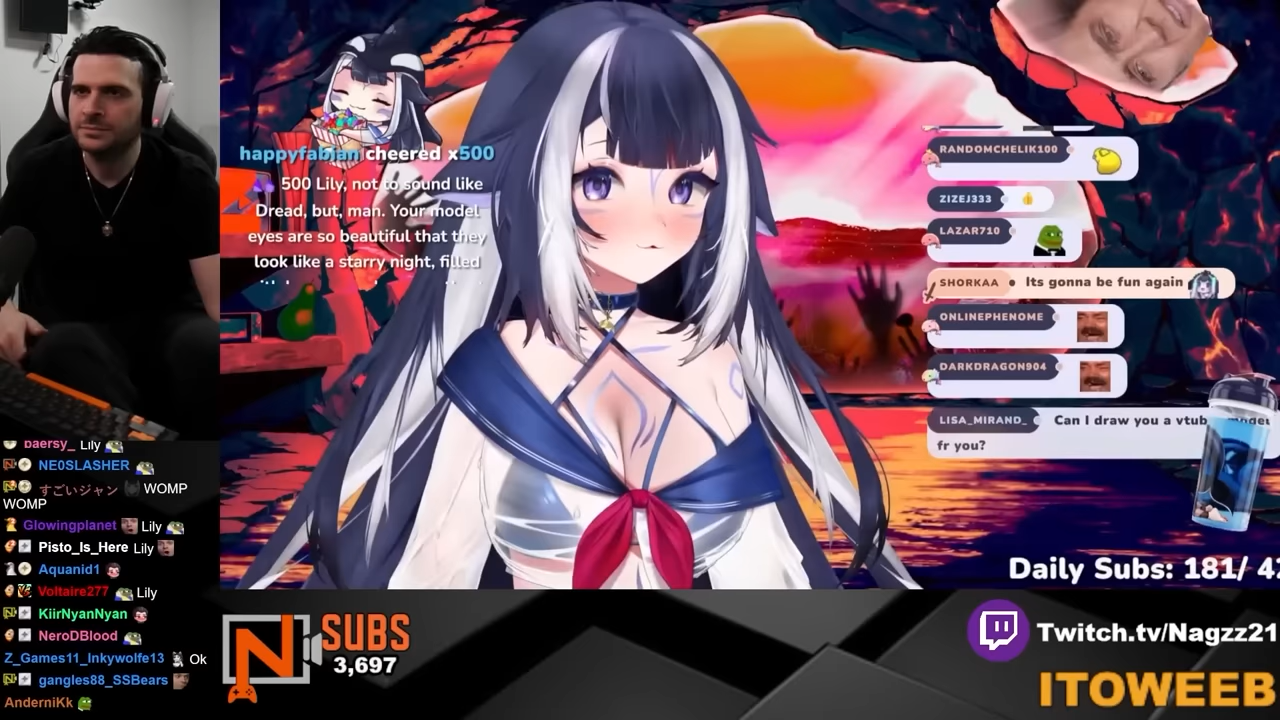 happyfabian cheered x500
500 Lily, not to sound like
Dread, but, man. Your model
eyes are so beautiful that they
look like a starry night, filled
RANDOMCHELIK100
ZIZEJ333
LAZAR710
SHORKAA Its gonna be fun again
ONLINEPHENOME
DARKDRAGON904
LISA_MIRAND_ Can I draw you a vtub
fr you?
Daily Subs: 181/
baersy_ Lily
NE0SLASHER
すごいジャン WOMP
WOMP
Glowingplanet Lily
Pisto_Is_Here Lily
Aquanid1
Voltaire277 Lily
KiirNyanNyan
NeroDBlood
Z_Games11_Inkywolfe13 Ok
gangles88_SSBears
AnderniKk
N SUBS
3,697
Twitch.tv/Nagzz21
ITOWEEB